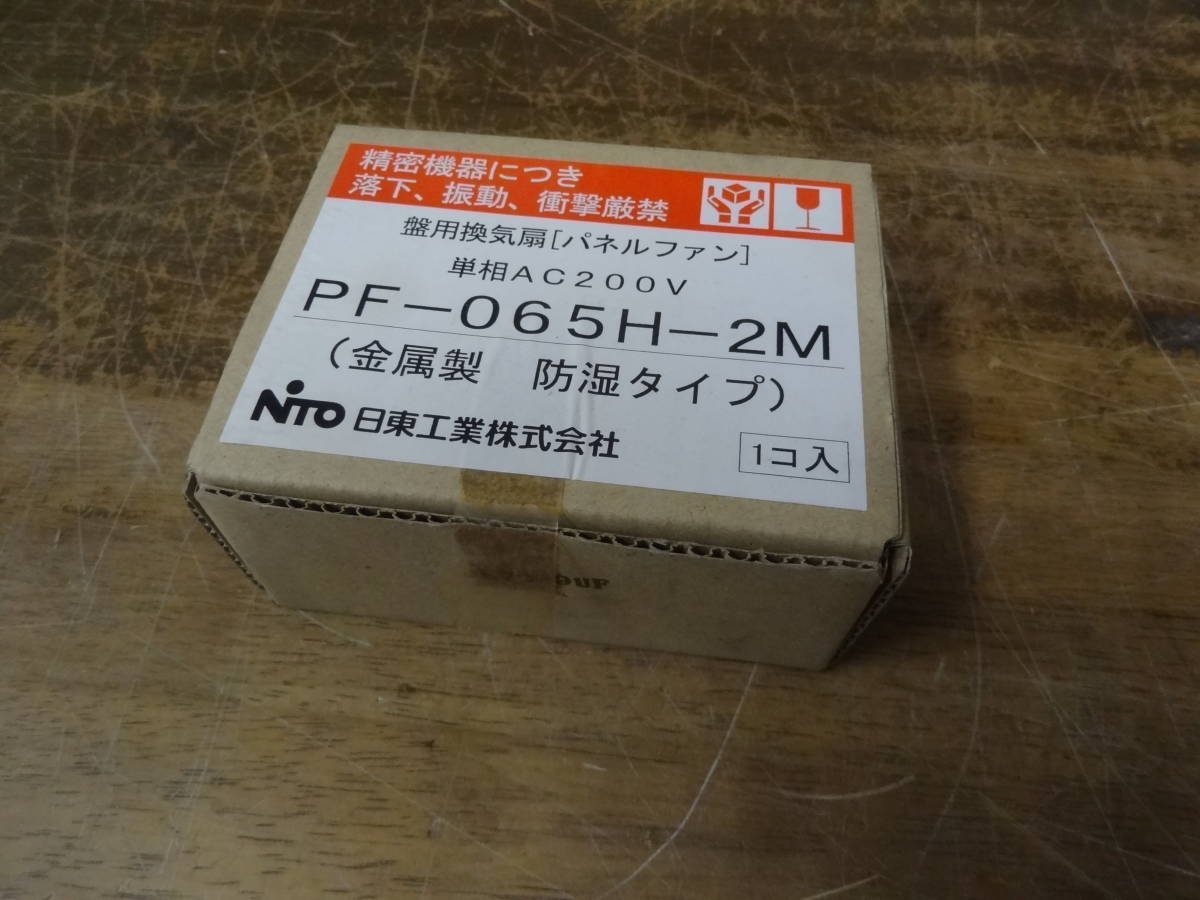 精密機器につき
落下、振動、衝撃厳禁
盤用換気扇[パネルファン]
単相AC200V
PF-065H-2M
(金属製 防湿タイプ)
NITO 日東工業株式会社
1コ入